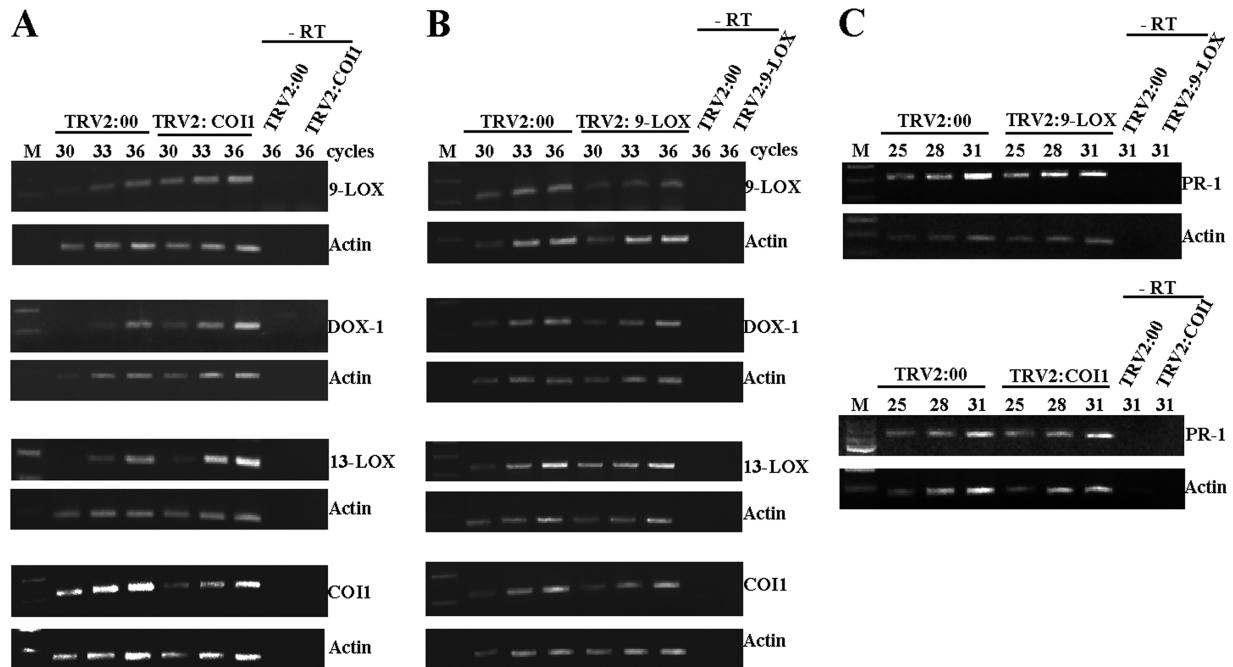 A
- RT
TRV2:00
TRV2:COI1
TRV2:00
TRV2: COI1
M 30 33 36 30 33 36 36 36 cycles
9-LOX
Actin
DOX-1
Actin
13-LOX
Actin
COI1
Actin
B
- RT
TRV2:00
TRV2:9-LOX
TRV2:00
TRV2: 9-LOX
M 30 33 36 30 33 36 36 36 cycles
9-LOX
Actin
DOX-1
Actin
13-LOX
Actin
COI1
Actin
C
- RT
TRV2:00
TRV2:9-LOX
TRV2:00
TRV2:9-LOX
M 25 28 31 25 28 31 31 31
PR-1
Actin
- RT
TRV2:00
TRV2:COI1
TRV2:00
TRV2:COI1
M 25 28 31 25 28 31 31 31
PR-1
Actin